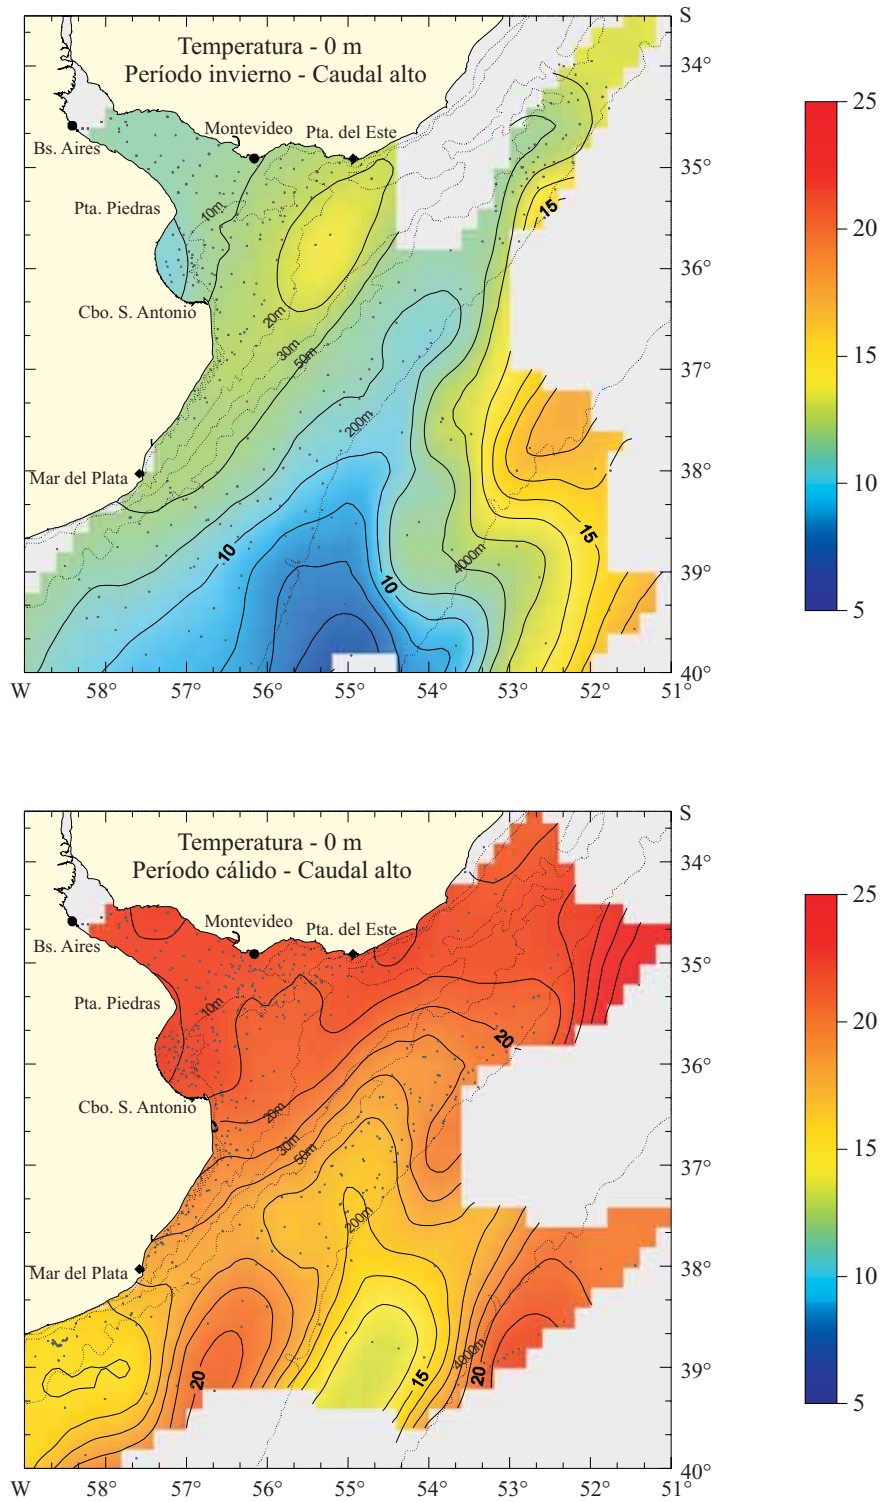 S
Temperatura - 0 m
Período invierno - Caudal alto
34°
25
Montevideo
Pta. del Este
Bs. Aires
35°
Pta. Piedras
10m
15
20
36°
Cbo. S. Antonio
20m
30m
50m
15
37°
200m
Mar del Plata
38°
10
15
10
4000m
39°
10
5
40°
W
58°
57°
56°
55°
54°
53°
52°
51°
S
Temperatura - 0 m
Período cálido - Caudal alto
34°
25
Montevideo
Pta. del Este
Bs. Aires
35°
Pta. Piedras
10m
20
20
36°
Cbo. S. Antonio
20m
30m
50m
15
37°
200m
Mar del Plata
38°
10
4000m
20
15
20
39°
5
40°
W
58°
57°
56°
55°
54°
53°
52°
51°